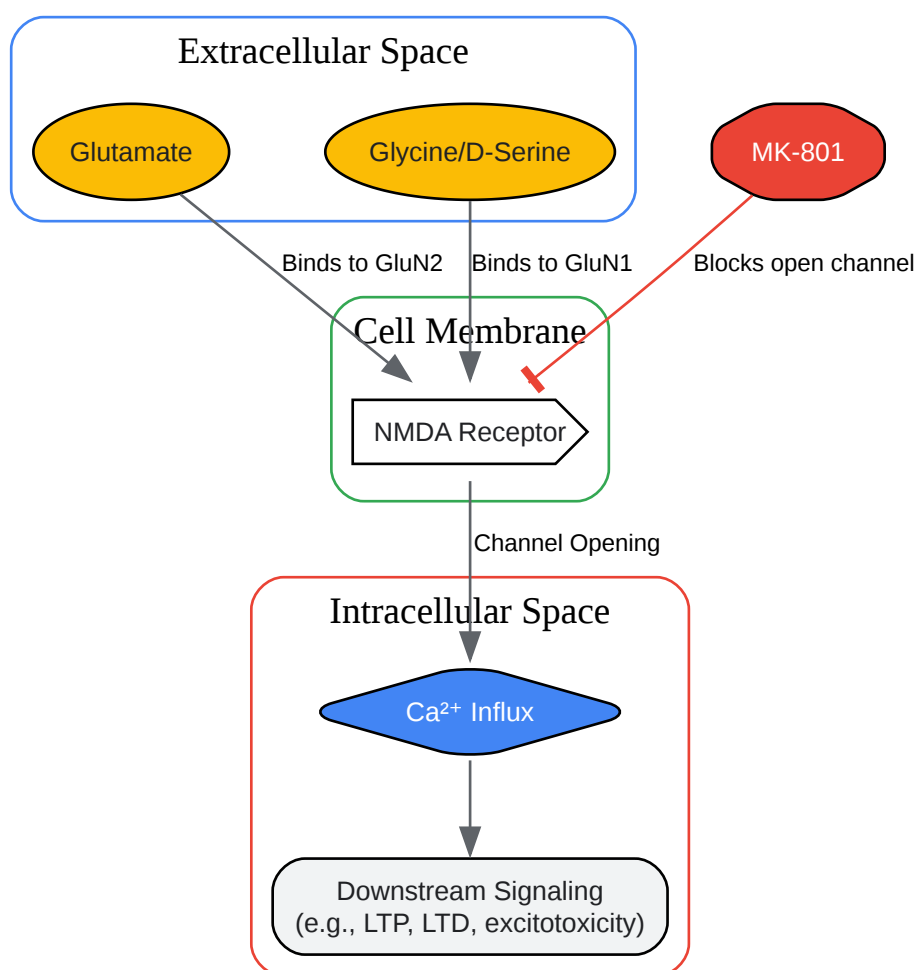 Extracellular Space
Glutamate
Glycine/D-Serine
MK-801
Binds to GluN2
Binds to GluN1
Blocks open channel
Cell Membrane
NMDA Receptor
Channel Opening
Intracellular Space
Ca²⁺ Influx
Downstream Signaling
(e.g., LTP, LTD, excitotoxicity)